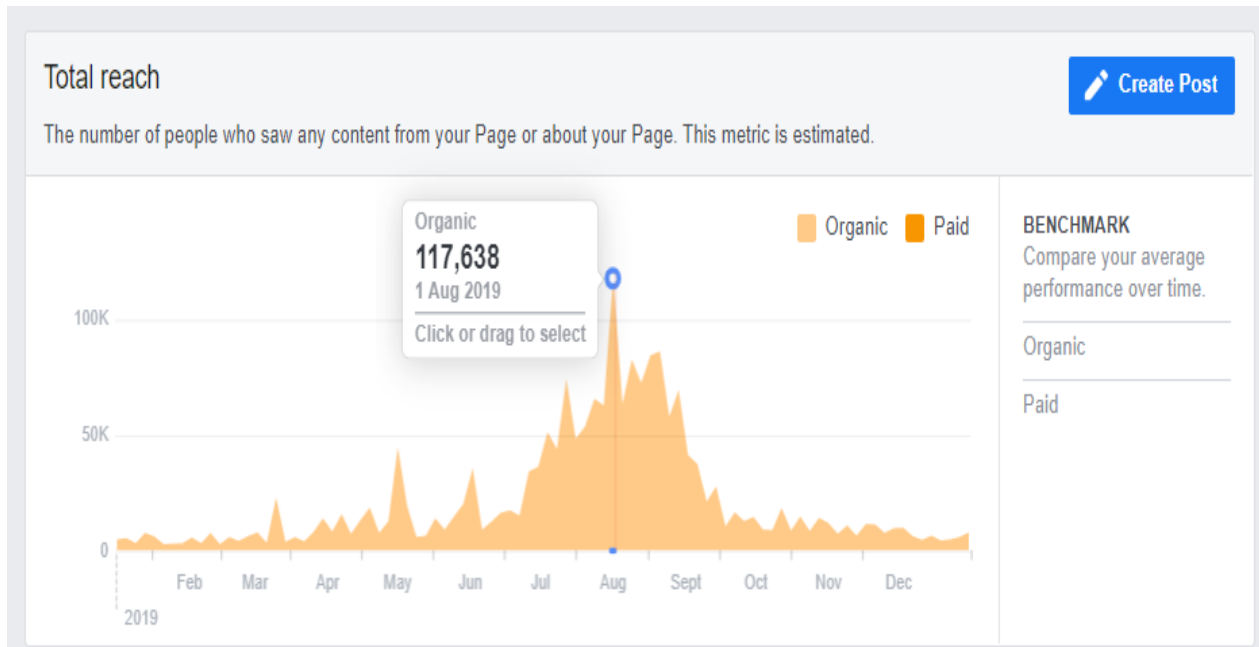 Total reach
Create Post
The number of people who saw any content from your Page or about your Page. This metric is estimated.
Organic
117,638
1 Aug 2019
Click or drag to select
Organic
Paid
100K
50K
0
Feb
Mar
Apr
May
Jun
Jul
Aug
Sept
Oct
Nov
Dec
2019
BENCHMARK
Compare your average
performance over time.
Organic
Paid